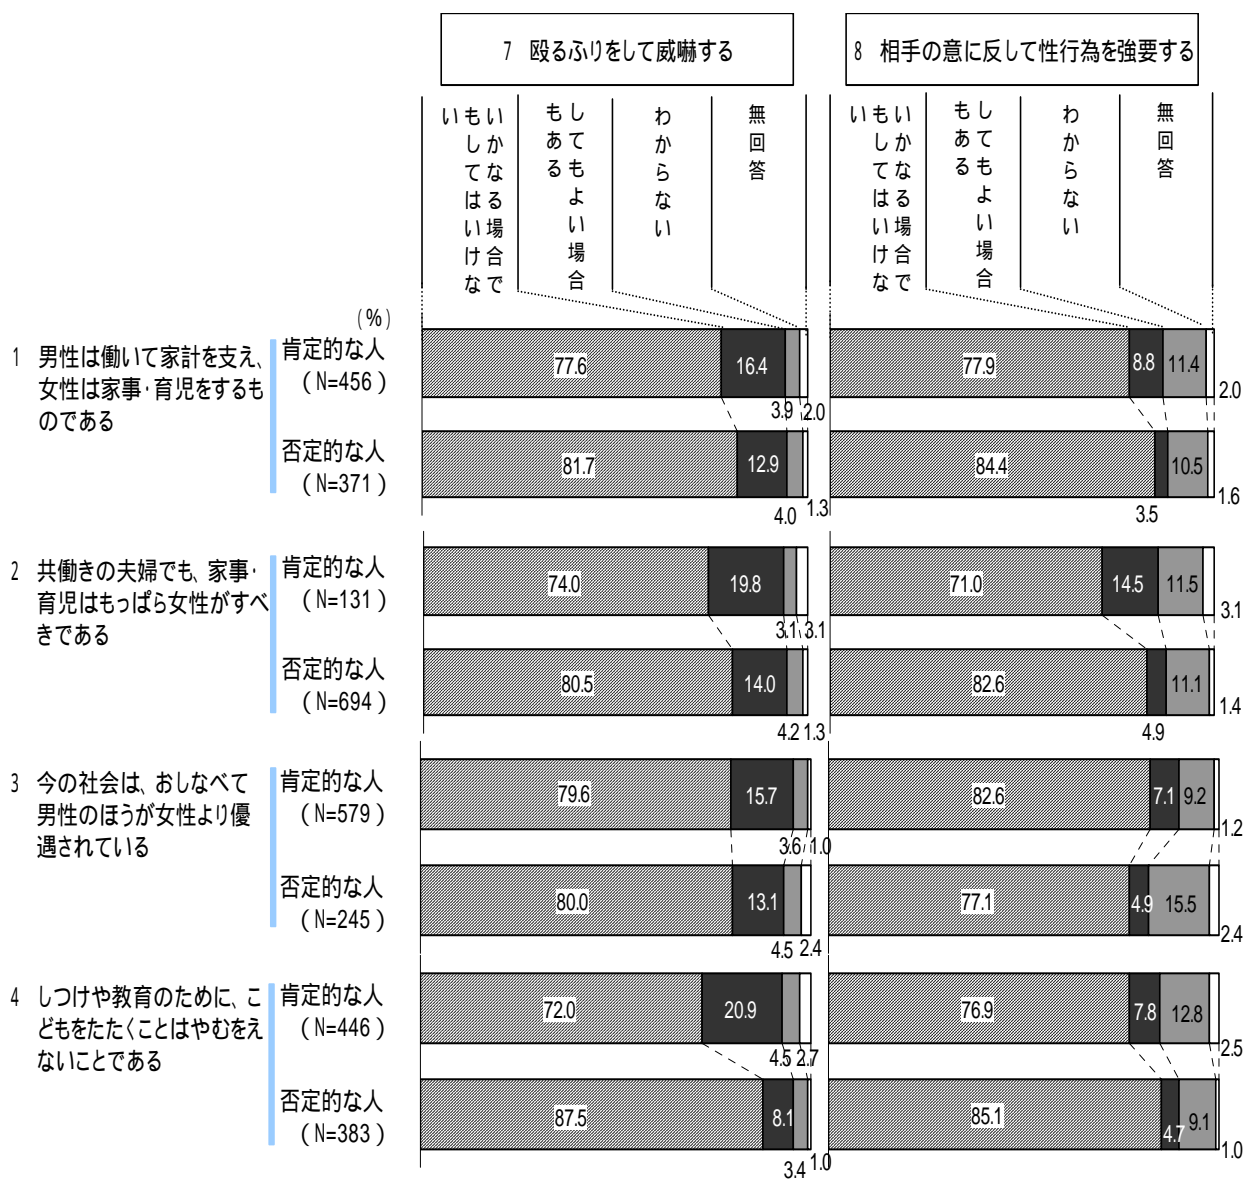 7 殴るふりをして威嚇する
8 相手の意に反して性行為を強要する
いかなる場合で
もしてはいけな
い
してもよい場合
もある
わからない
無回答
いかなる場合で
もしてはいけな
い
してもよい場合
もある
わからない
無回答
(%)
1 男性は働いて家計を支え、
女性は家事・育児をするも
のである
肯定的な人
(N=456)
77.6
16.4
3.9
2.0
77.9
8.8
11.4
2.0
否定的な人
(N=371)
81.7
12.9
4.0
1.3
84.4
3.5
10.5
1.6
2 共働きの夫婦でも、家事・
育児はもっぱら女性がすべ
きである
肯定的な人
(N=131)
74.0
19.8
3.1
3.1
71.0
14.5
11.5
3.1
否定的な人
(N=694)
80.5
14.0
4.2
1.3
82.6
4.9
11.1
1.4
3 今の社会は、おしなべて
男性のほうが女性より優
遇されている
肯定的な人
(N=579)
79.6
15.7
3.6
1.0
82.6
7.1
9.2
1.2
否定的な人
(N=245)
80.0
13.1
4.5
2.4
77.1
4.9
15.5
2.4
4 しつけや教育のために、こ
どもをたたくことはやむをえ
ないことである
肯定的な人
(N=446)
72.0
20.9
4.5
2.7
76.9
7.8
12.8
2.5
否定的な人
(N=383)
87.5
8.1
3.4
1.0
85.1
4.7
9.1
1.0